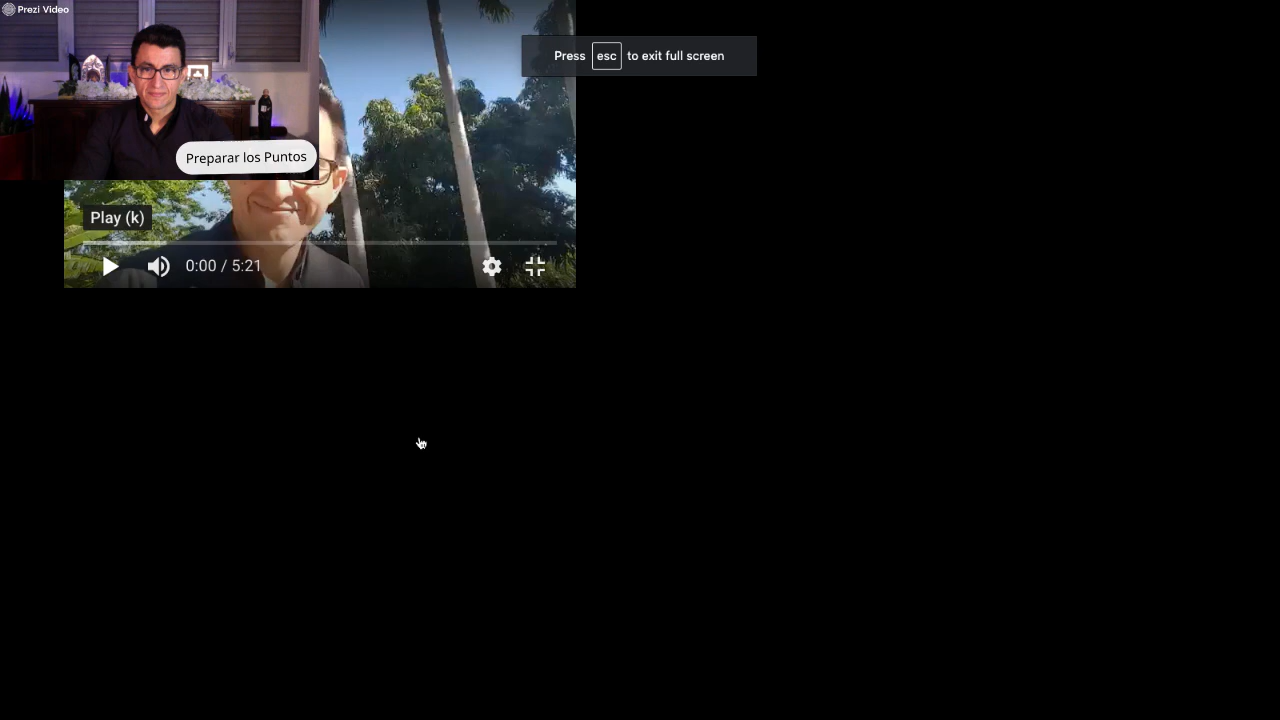 Prezi Video
Press esc to exit full screen
Preparar los Puntos
Play (k)
0:00 / 5:21